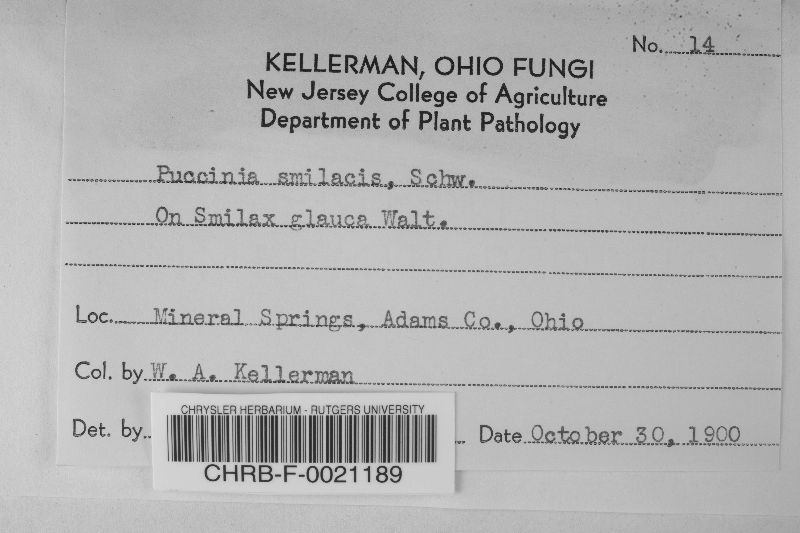 No. 14
KELLERMAN, OHIO FUNGI
New Jersey College of Agriculture
Department of Plant Pathology
Puccinia smilacis, Schw.
On Smilax glauca Walt.
Loc. Mineral Springs, Adams Co., Ohio
Col. by W. A. Kellerman
Det. by Date October 30, 1900
CHRYSLER HERBARIUM - RUTGERS UNIVERSITY
CHRB-F-0021189